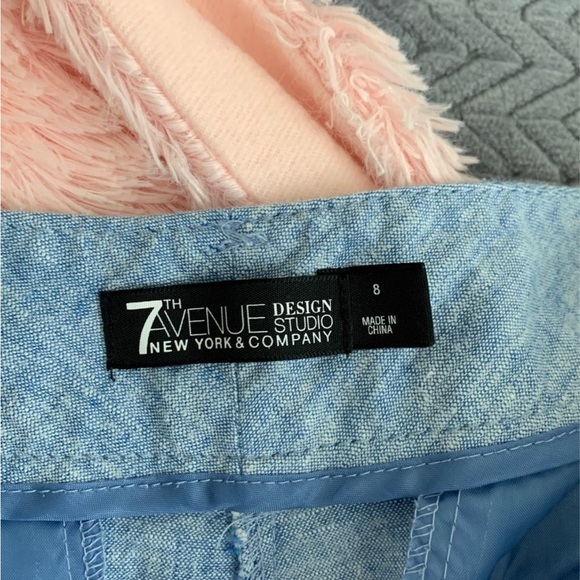 7TH AVENUE DESIGN STUDIO
NEW YORK & COMPANY
8
MADE IN
CHINA